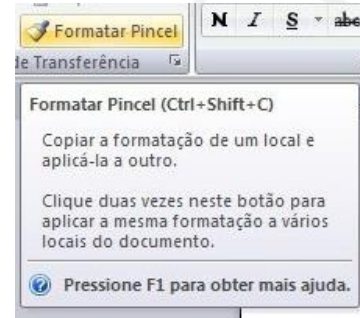 Formatar Pincel
N I S abc
de Transferência
Formatar Pincel (Ctrl+Shift+C)
Copiar a formatação de um local e
aplicá-la a outro.
Clique duas vezes neste botão para
aplicar a mesma formatação a vários
locais do documento.
Pressione F1 para obter mais ajuda.